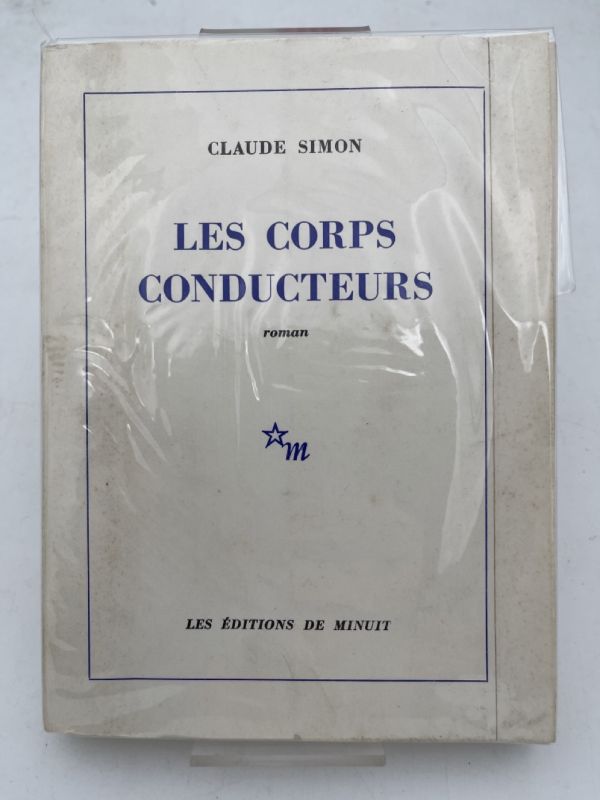 CLAUDE SIMON
LES CORPS
CONDUCTEURS
roman
m
LES ÉDITIONS DE MINUIT